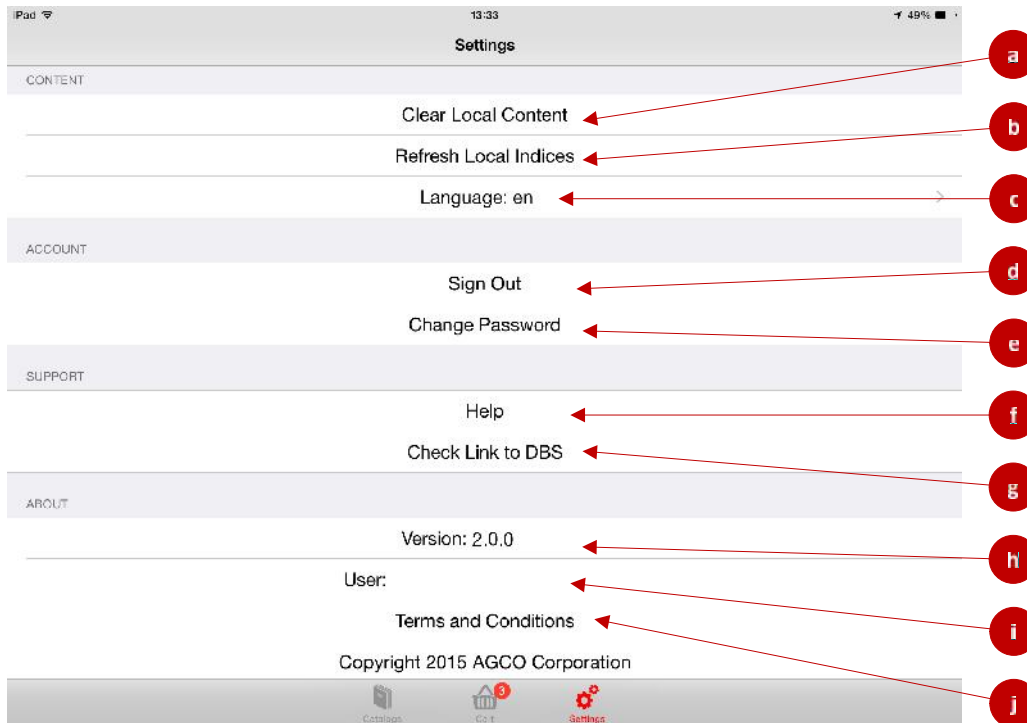 iPad 13:33 49%
Settings
a
CONTENT
Clear Local Content
b
Refresh Local Indices
Language: en
c
ACCOUNT
d
Sign Out
Change Password
e
SUPPORT
Help
f
Check Link to DBS
g
ABOUT
Version: 2.0.0
h
User:
i
Terms and Conditions
Copyright 2015 AGCO Corporation
3
j
Catalogs Cart Settings